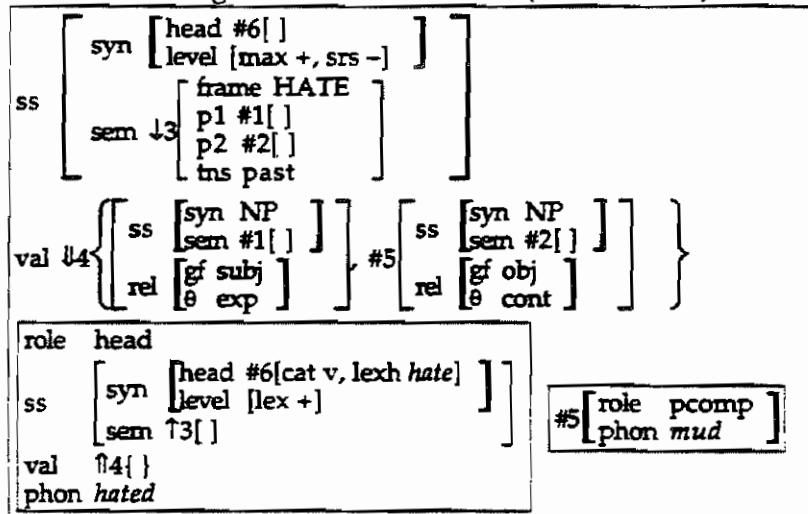 ss [ syn [ head #6[ ]
level [max +, srs –] ]
sem ↓3 [ frame HATE
p1 #1[ ]
p2 #2[ ]
tns past ] ]
val ⇓4 { [ ss [ syn NP
sem #1[ ] ]
rel [ gf subj
θ exp ] ], #5 [ ss [ syn NP
sem #2[ ] ]
rel [ gf obj
θ cont ] ] }
role head
ss [ syn [ head #6[cat v, lexh hate]
level [lex +] ]
sem ↑3[ ] ]
val ⇑4{ }
phon hated
#5 [ role pcomp
phon mud ]